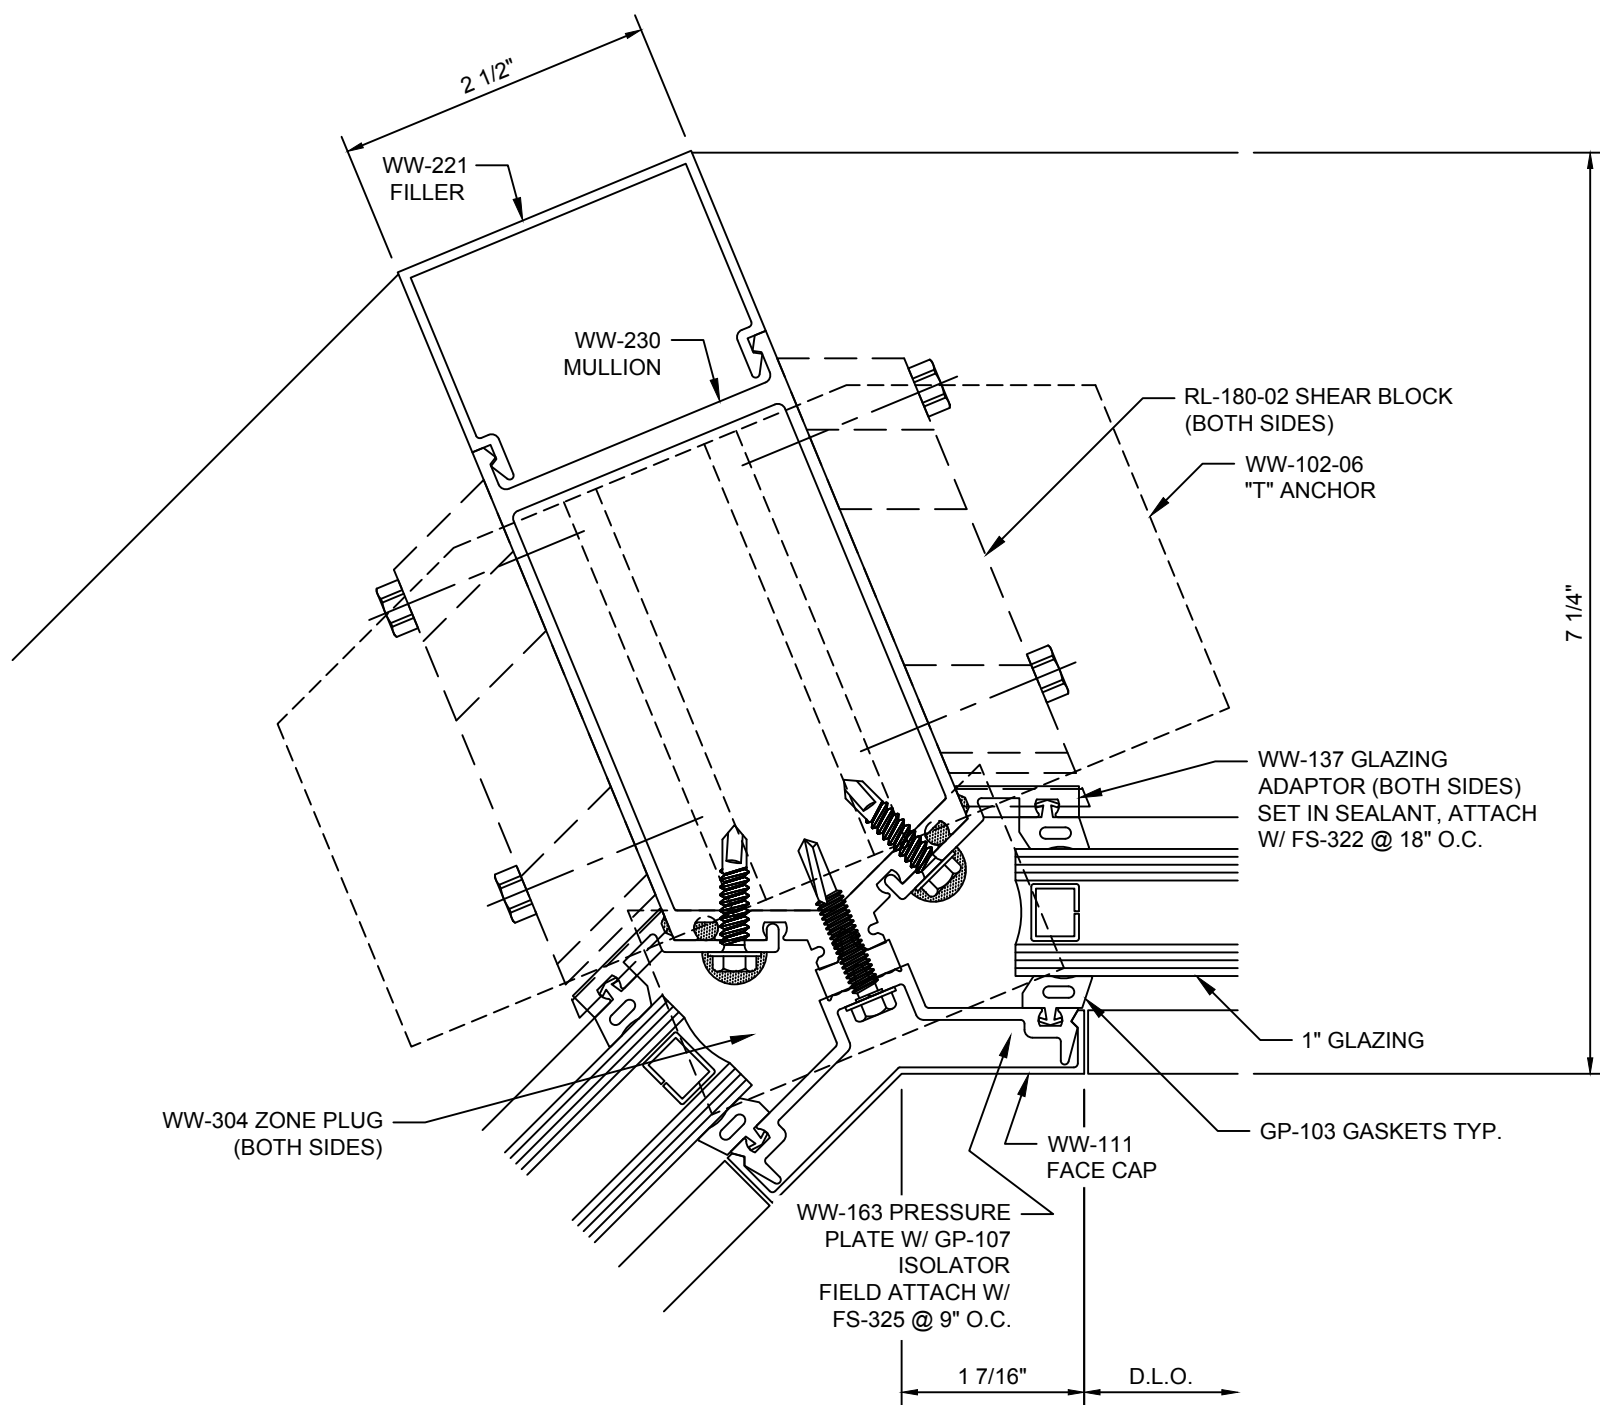 2 1/2"
WW-221
FILLER
WW-230
MULLION
RL-180-02 SHEAR BLOCK
(BOTH SIDES)
WW-102-06
"T" ANCHOR
7 1/4"
WW-137 GLAZING
ADAPTOR (BOTH SIDES)
SET IN SEALANT, ATTACH
W/ FS-322 @ 18" O.C.
1" GLAZING
WW-304 ZONE PLUG
(BOTH SIDES)
GP-103 GASKETS TYP.
WW-111
FACE CAP
WW-163 PRESSURE
PLATE W/ GP-107
ISOLATOR
FIELD ATTACH W/
FS-325 @ 9" O.C.
1 7/16"
D.L.O.